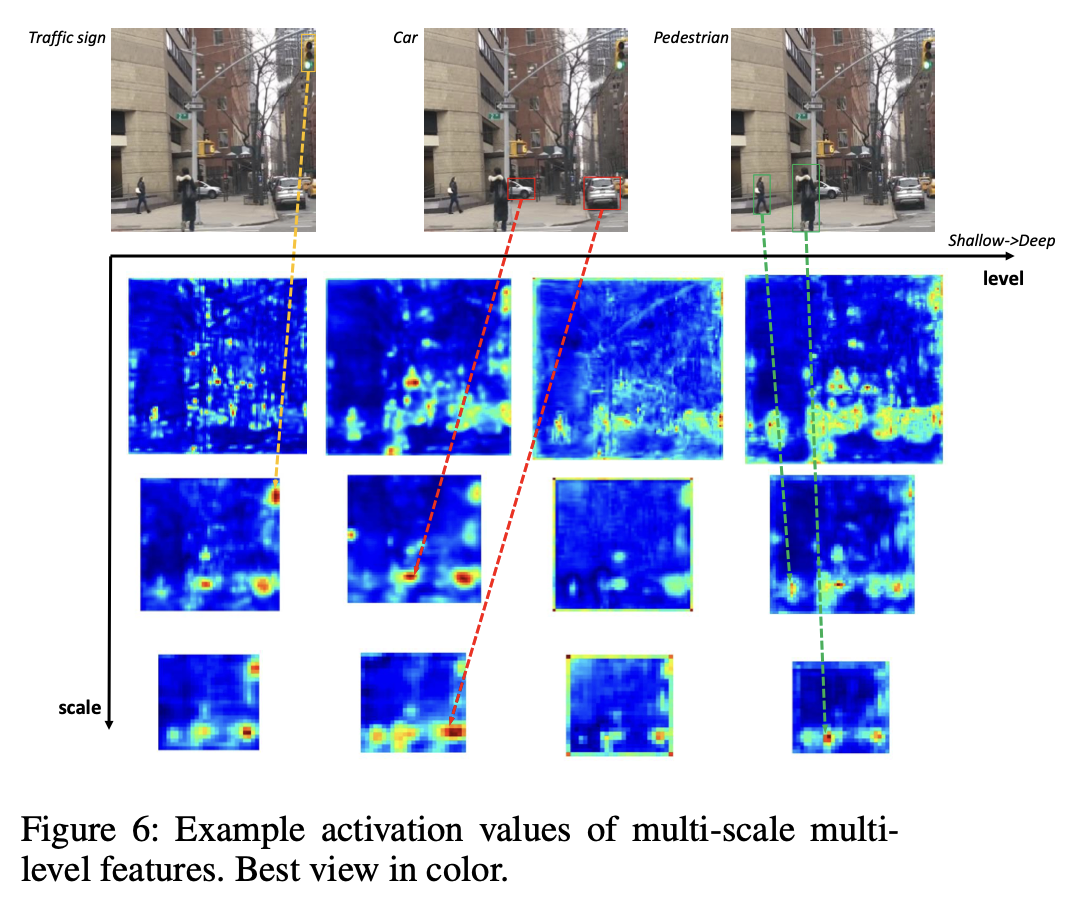 Traffic sign
Car
Pedestrian
Shallow->Deep
level
scale
Figure 6: Example activation values of multi-scale multi-
level features. Best view in color.